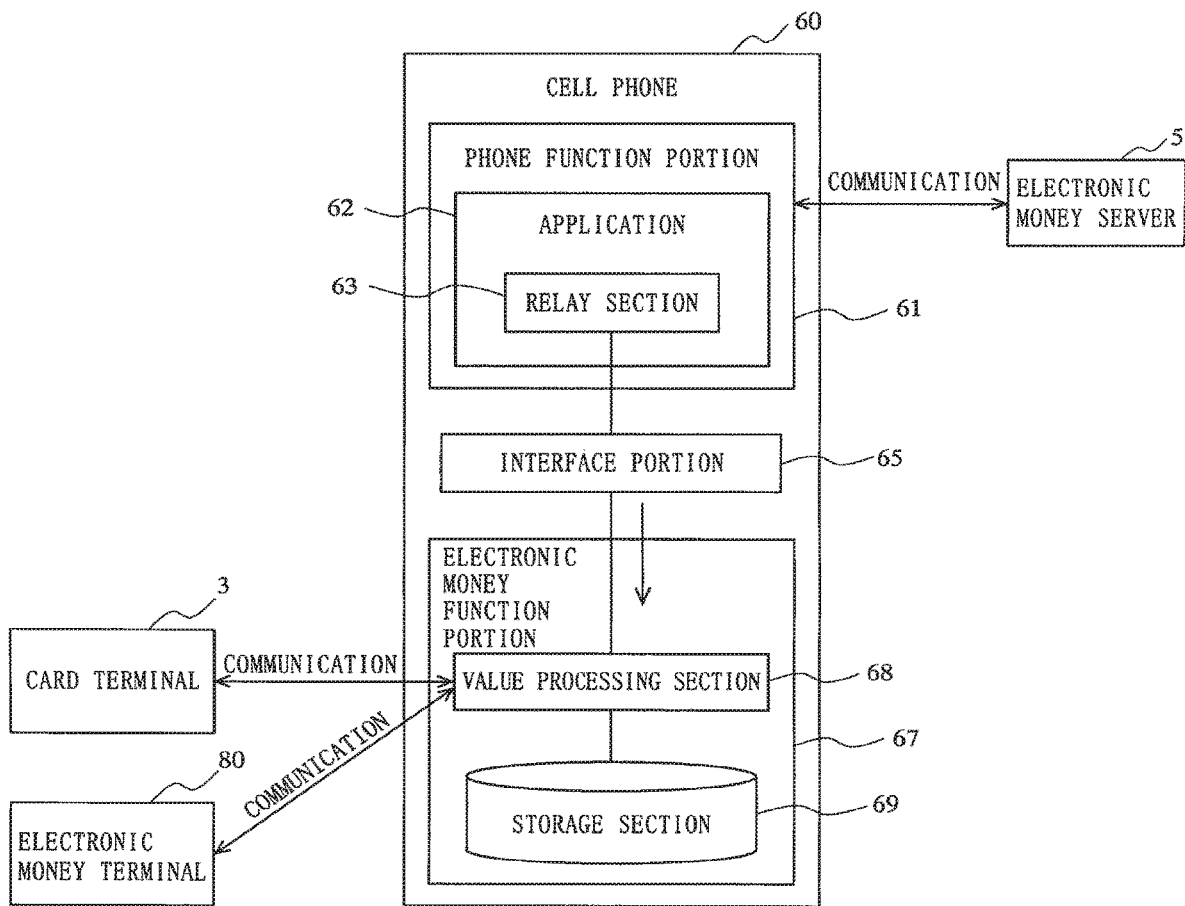 60
CELL PHONE
PHONE FUNCTION PORTION
62
APPLICATION
63
RELAY SECTION
61
COMMUNICATION
5
ELECTRONIC
MONEY SERVER
INTERFACE PORTION
65
ELECTRONIC
MONEY
FUNCTION
PORTION
3
CARD TERMINAL
COMMUNICATION
VALUE PROCESSING SECTION
68
67
80
ELECTRONIC
MONEY TERMINAL
COMMUNICATION
STORAGE SECTION
69